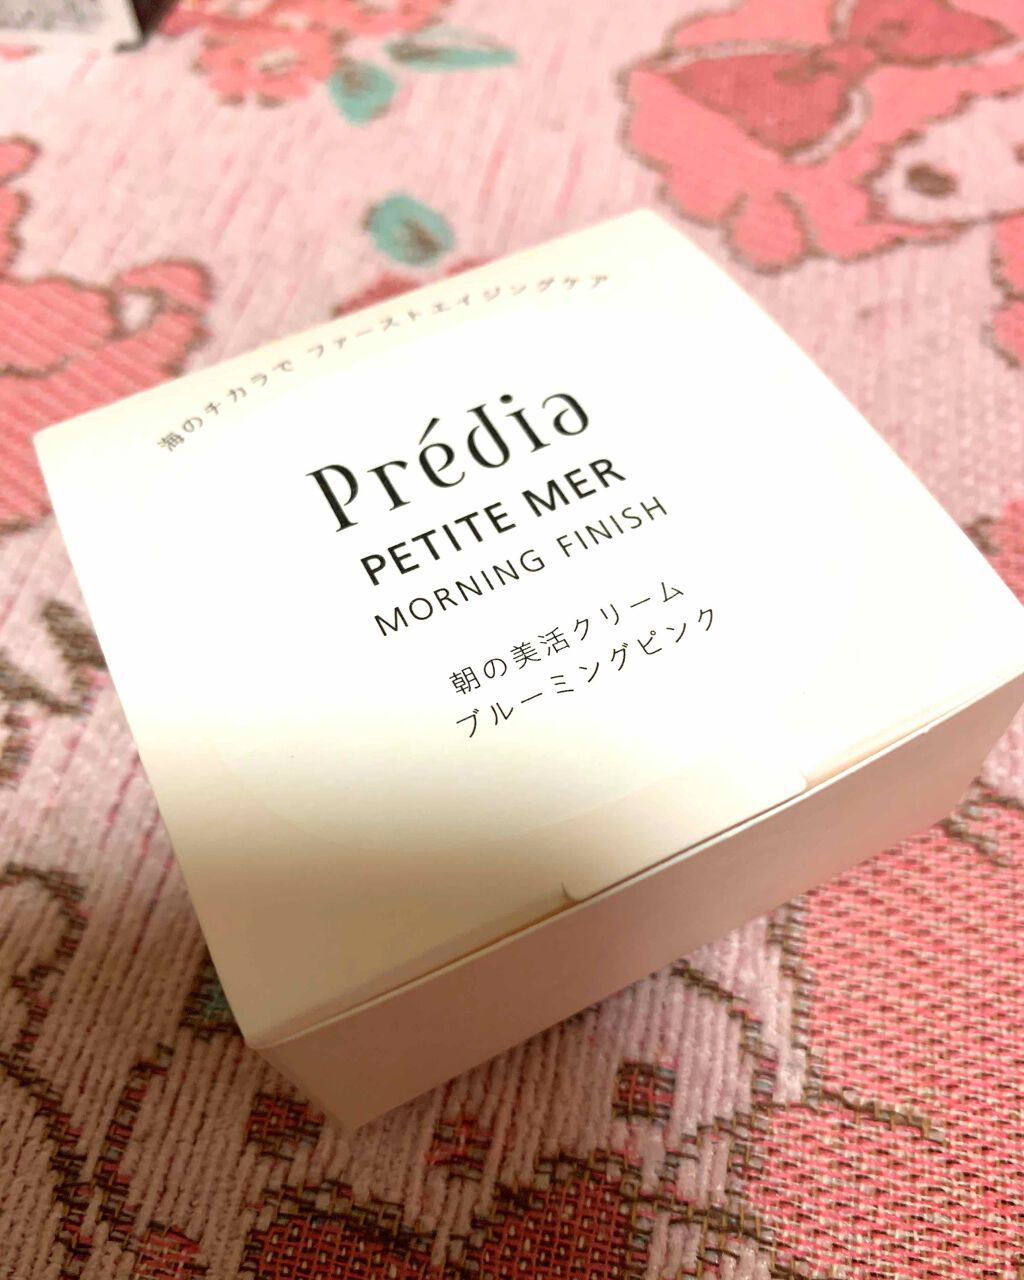 海のチカラで ファーストエイジングケア
Prédia
PETITE MER
MORNING FINISH
朝の美活クリーム
ブルーミングピンク